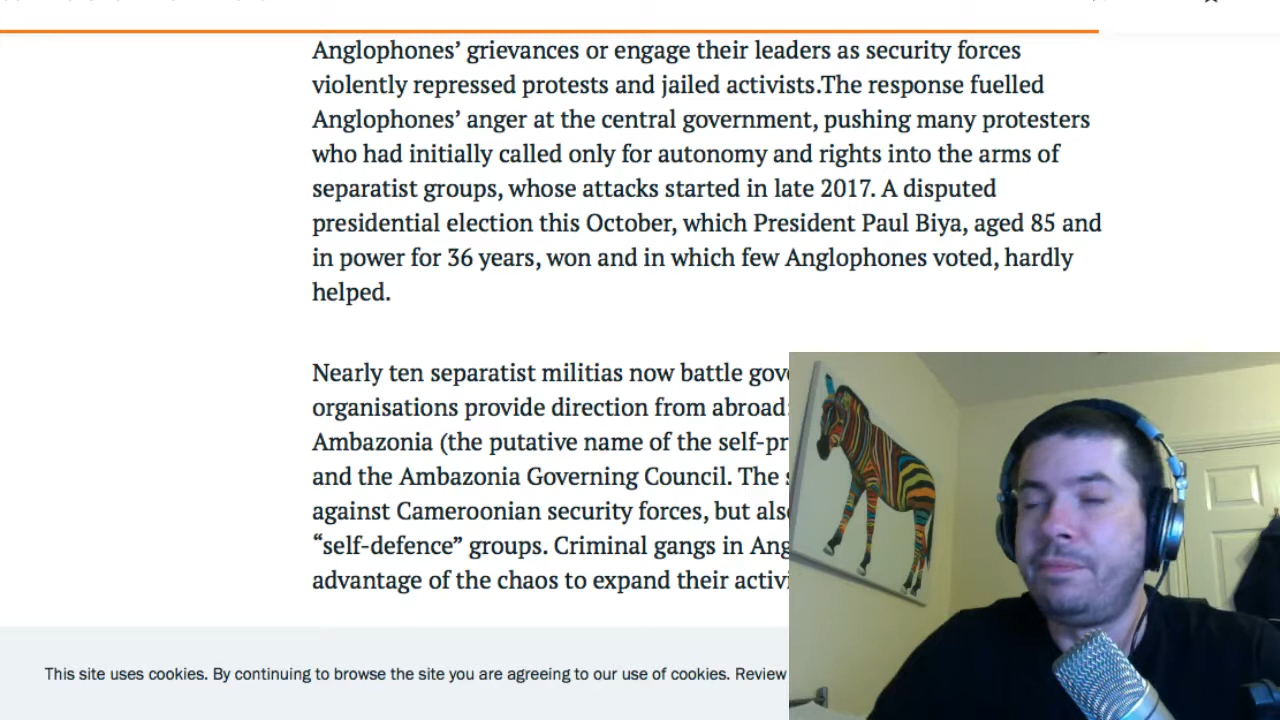 Anglophones’ grievances or engage their leaders as security forces
violently repressed protests and jailed activists.The response fuelled
Anglophones’ anger at the central government, pushing many protesters
who had initially called only for autonomy and rights into the arms of
separatist groups, whose attacks started in late 2017. A disputed
presidential election this October, which President Paul Biya, aged 85 and
in power for 36 years, won and in which few Anglophones voted, hardly
helped.
Nearly ten separatist militias now battle
organisations provide direction from abroad:
Ambazonia (the putative name of the
and the Ambazonia Governing Council. The
against Cameroonian security forces, but
“self-defence” groups. Criminal gangs in
advantage of the chaos to expand their
This site uses cookies. By continuing to browse the site you are agreeing to our use of cookies. Review